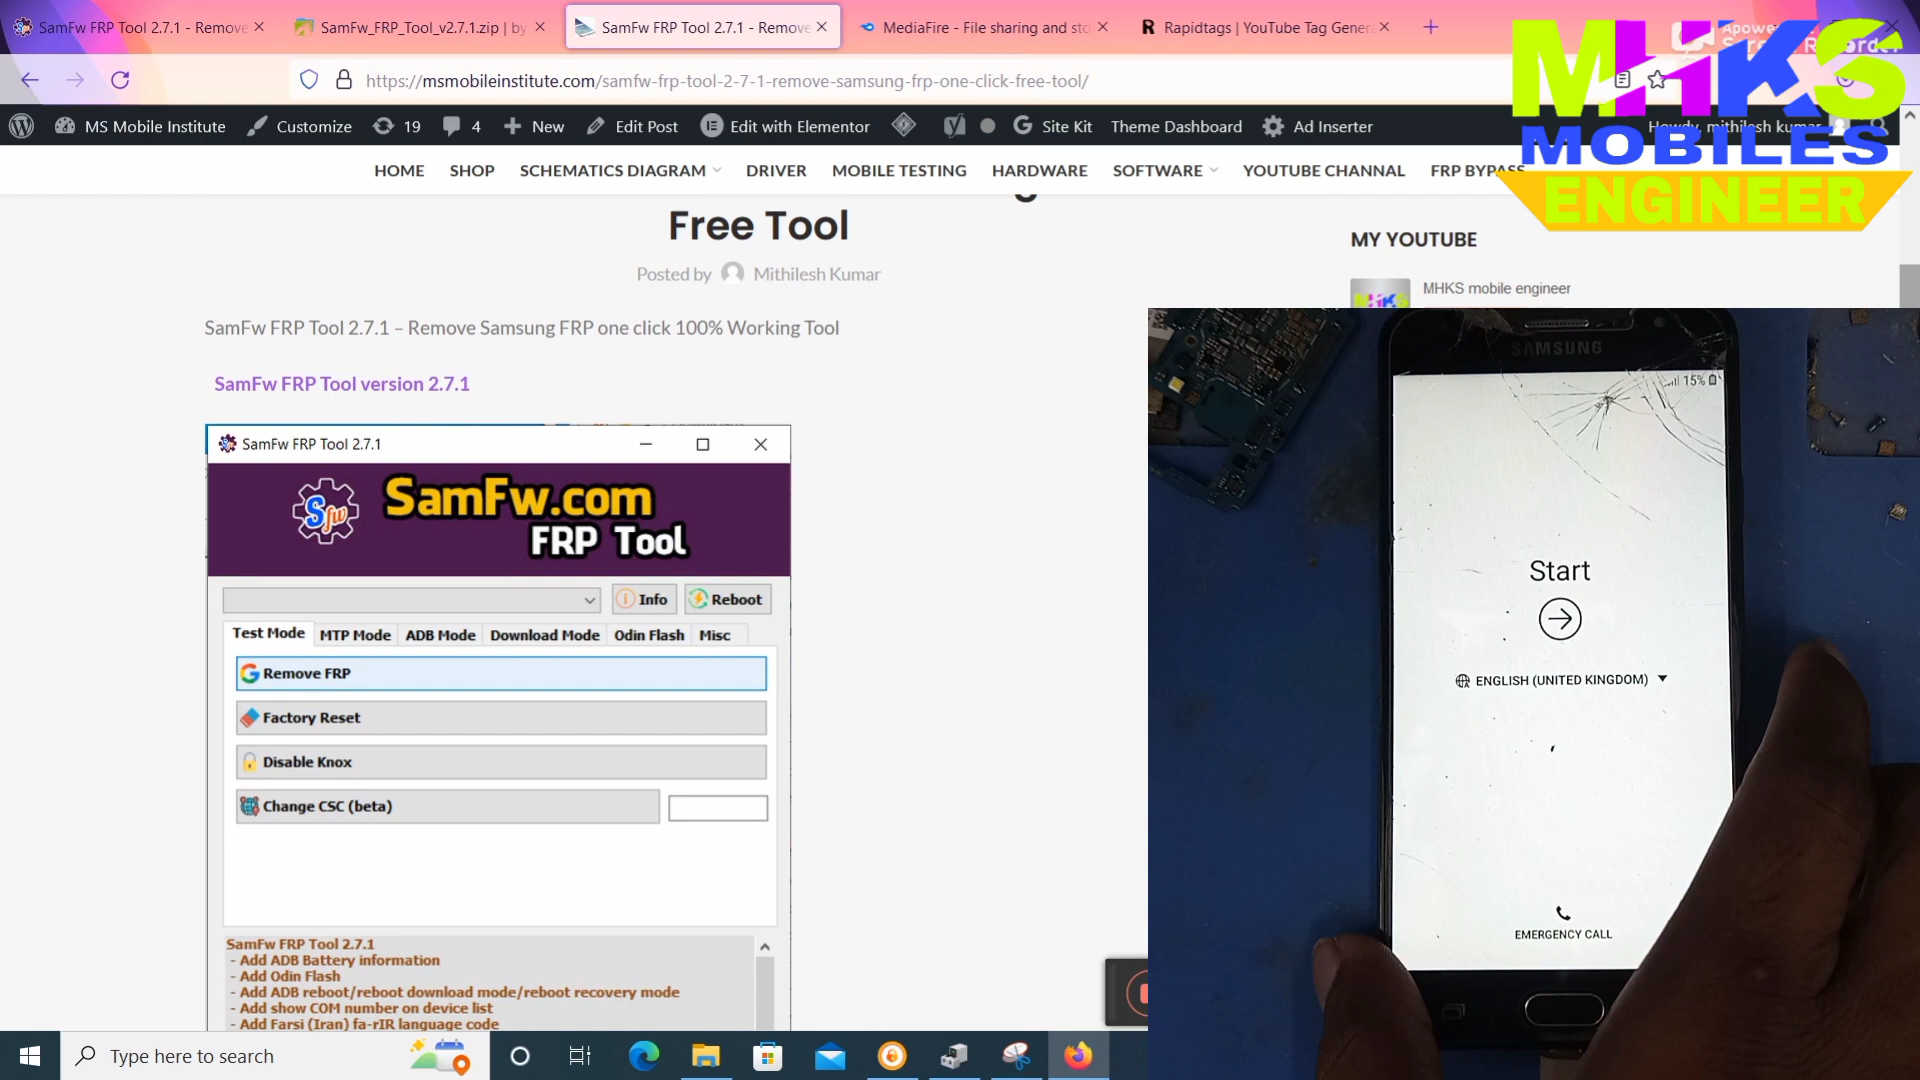 SamFw FRP Tool 2.7.1 - Remove
SamFw_FRP_Tool_v2.7.1.zip | by
SamFw FRP Tool 2.7.1 - Remove
MediaFire - File sharing and sto
Rapidtags | YouTube Tag Genera
https://msmobileinstitute.com/samfw-frp-tool-2-7-1-remove-samsung-frp-one-click-free-tool/
MS Mobile Institute
Customize
19
4
New
Edit Post
Edit with Elementor
Site Kit
Theme Dashboard
Ad Inserter
Howdy, mithilesh kumar
MHKS
MOBILES
ENGINEER
HOME
SHOP
SCHEMATICS DIAGRAM
DRIVER
MOBILE TESTING
HARDWARE
SOFTWARE
YOUTUBE CHANNEL
FRP BYPASS
Free Tool
Posted by Mithilesh Kumar
MY YOUTUBE
MHKS mobile engineer
SamFw FRP Tool 2.7.1 – Remove Samsung FRP one click 100% Working Tool
SamFw FRP Tool version 2.7.1
SamFw FRP Tool 2.7.1
Sfw
SamFw.com
FRP Tool
Info
Reboot
Test Mode
MTP Mode
ADB Mode
Download Mode
Odin Flash
Misc
Remove FRP
Factory Reset
Disable Knox
Change CSC (beta)
SamFw FRP Tool 2.7.1
- Add ADB Battery information
- Add Odin Flash
- Add ADB reboot/reboot download mode/reboot recovery mode
- Add show COM number on device list
- Add Farsi (Iran) fa-rIR language code
SAMSUNG
15%
Start
ENGLISH (UNITED KINGDOM)
EMERGENCY CALL
Type here to search